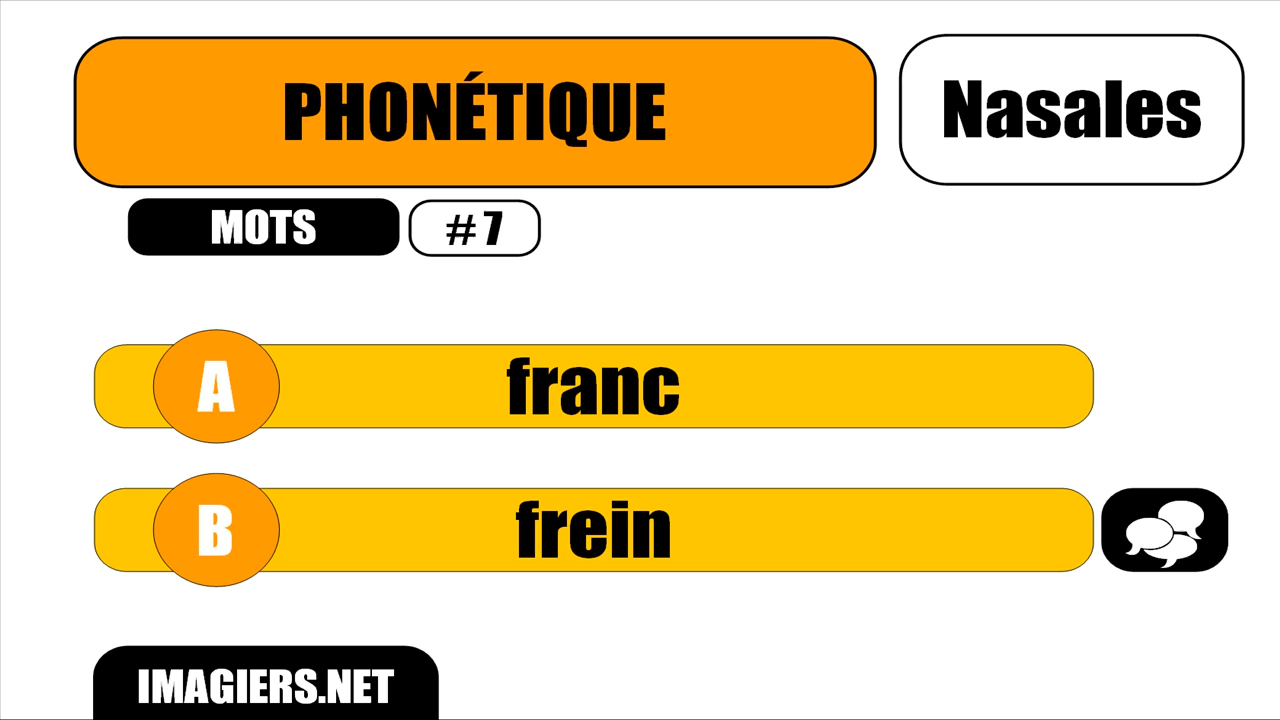 PHONÉTIQUE
Nasales
MOTS
#7
A
franc
B
frein
IMAGIERS.NET